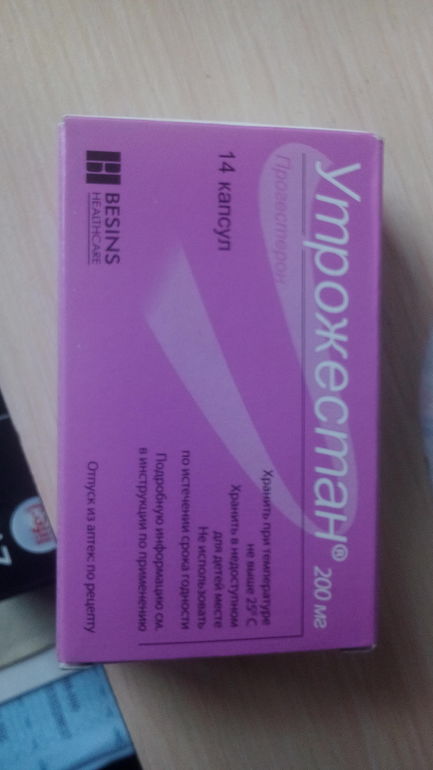 Утрожестан® 200 мг
Прогестерон
14 капсул
Хранить при температуре
не выше 25° С
Хранить в недоступном
для детей месте
Не использовать
по истечении срока годности
Подробную информацию см.
в инструкции по применению
BESINS
HEALTHCARE
Отпуск из аптек: по рецепту